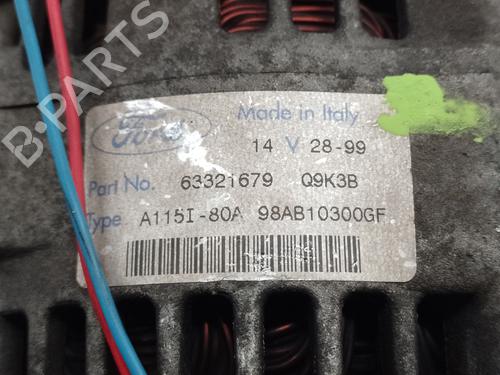 B-PARTS
Ford
Made in Italy
14 V 28-99
Part No. 63321679 Q9K3B
Type A115I-80A 98AB10300GF